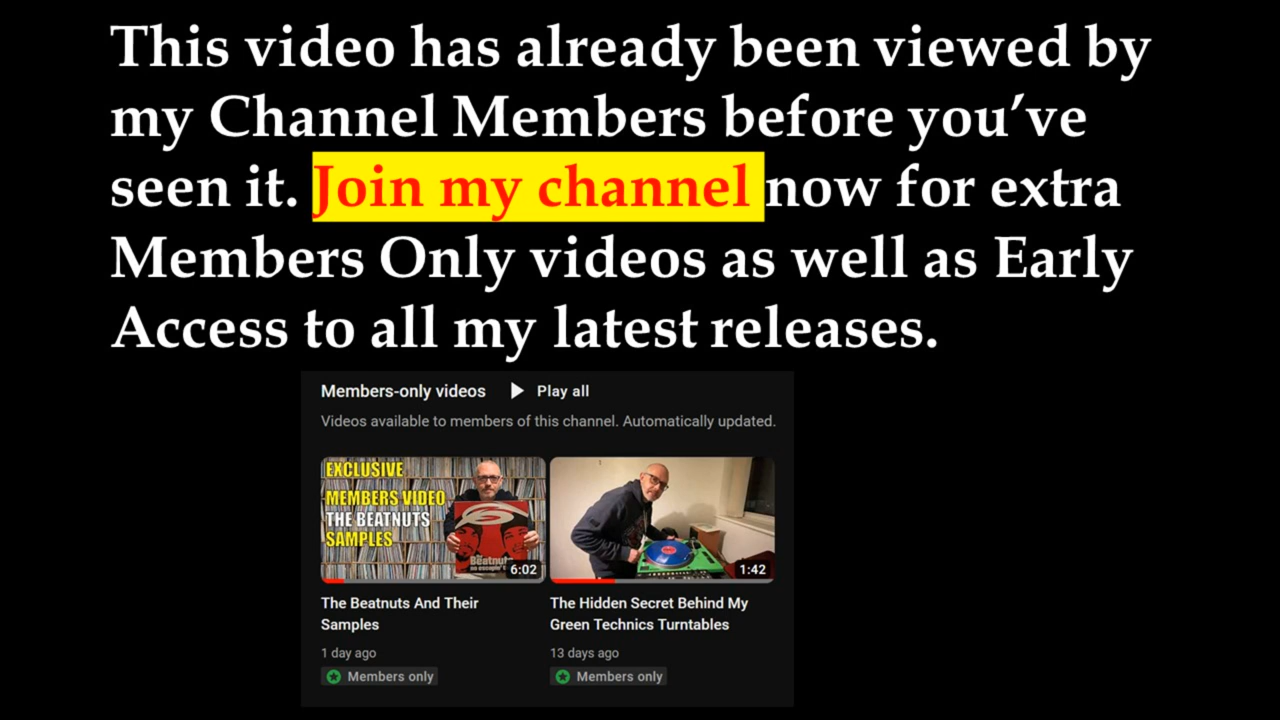 This video has already been viewed by
my Channel Members before you’ve
seen it. Join my channel now for extra
Members Only videos as well as Early
Access to all my latest releases.
Members-only videos Play all
Videos available to members of this channel. Automatically updated.
EXCLUSIVE
MEMBERS VIDEO
THE BEATNUTS
SAMPLES
Beatnuts
6:02
1:42
The Beatnuts And Their
Samples
1 day ago
Members only
The Hidden Secret Behind My
Green Technics Turntables
13 days ago
Members only